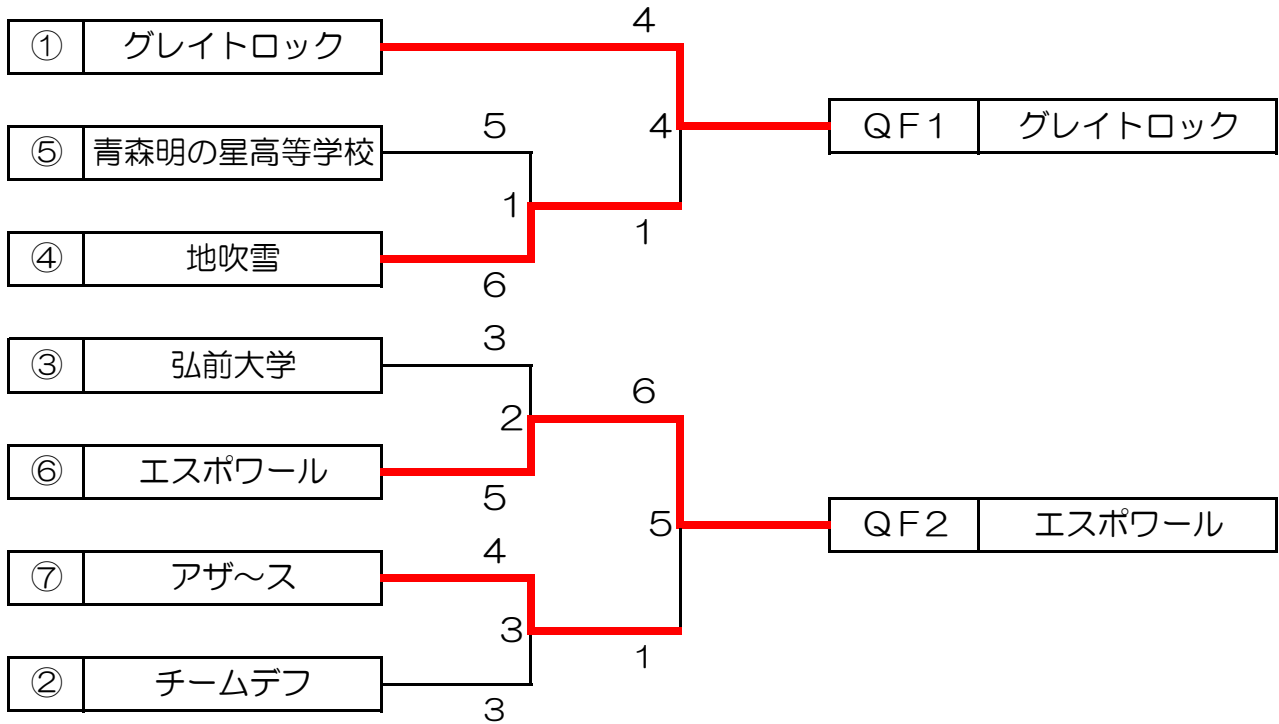 4
① グレイトロック
5
4
QF1 グレイトロック
⑤ 青森明の星高等学校
1
1
④ 地吹雪
6
3
③ 弘前大学
6
2
⑥ エスポワール
5
5
QF2 エスポワール
4
⑦ アザ～ス
3
1
② チームデフ
3